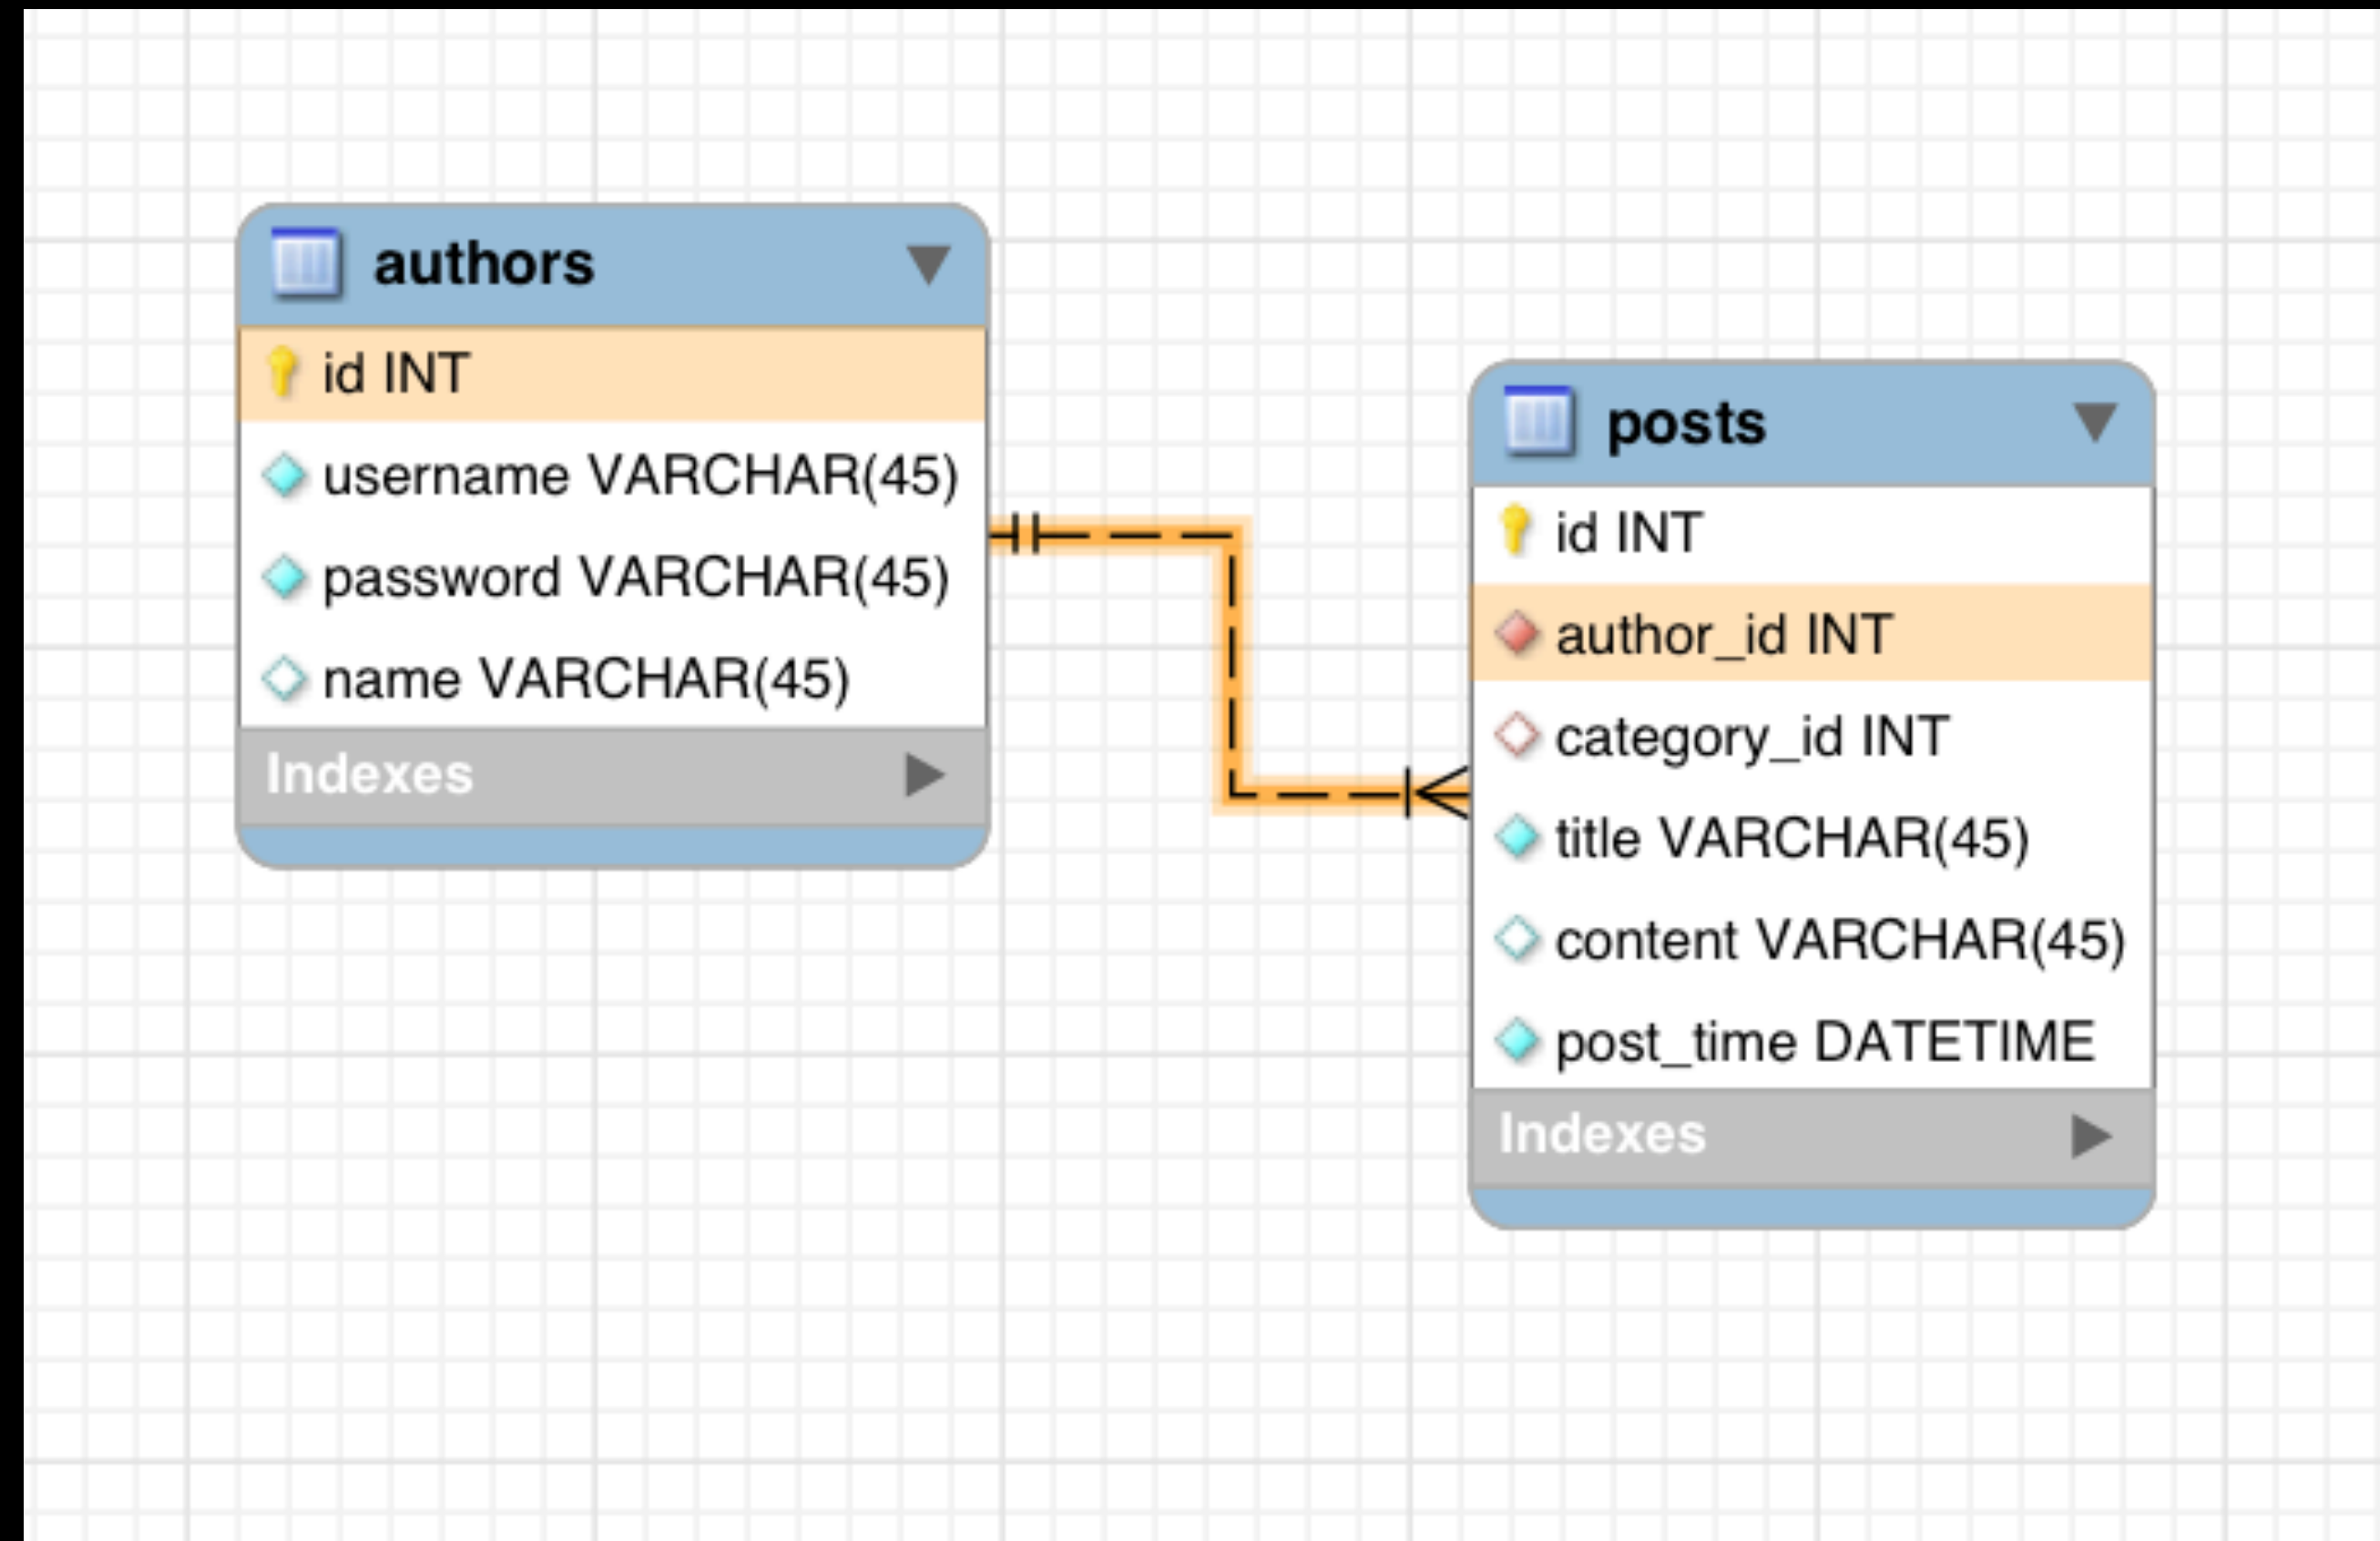 authors
id INT
username VARCHAR(45)
password VARCHAR(45)
name VARCHAR(45)
Indexes
posts
id INT
author_id INT
category_id INT
title VARCHAR(45)
content VARCHAR(45)
post_time DATETIME
Indexes